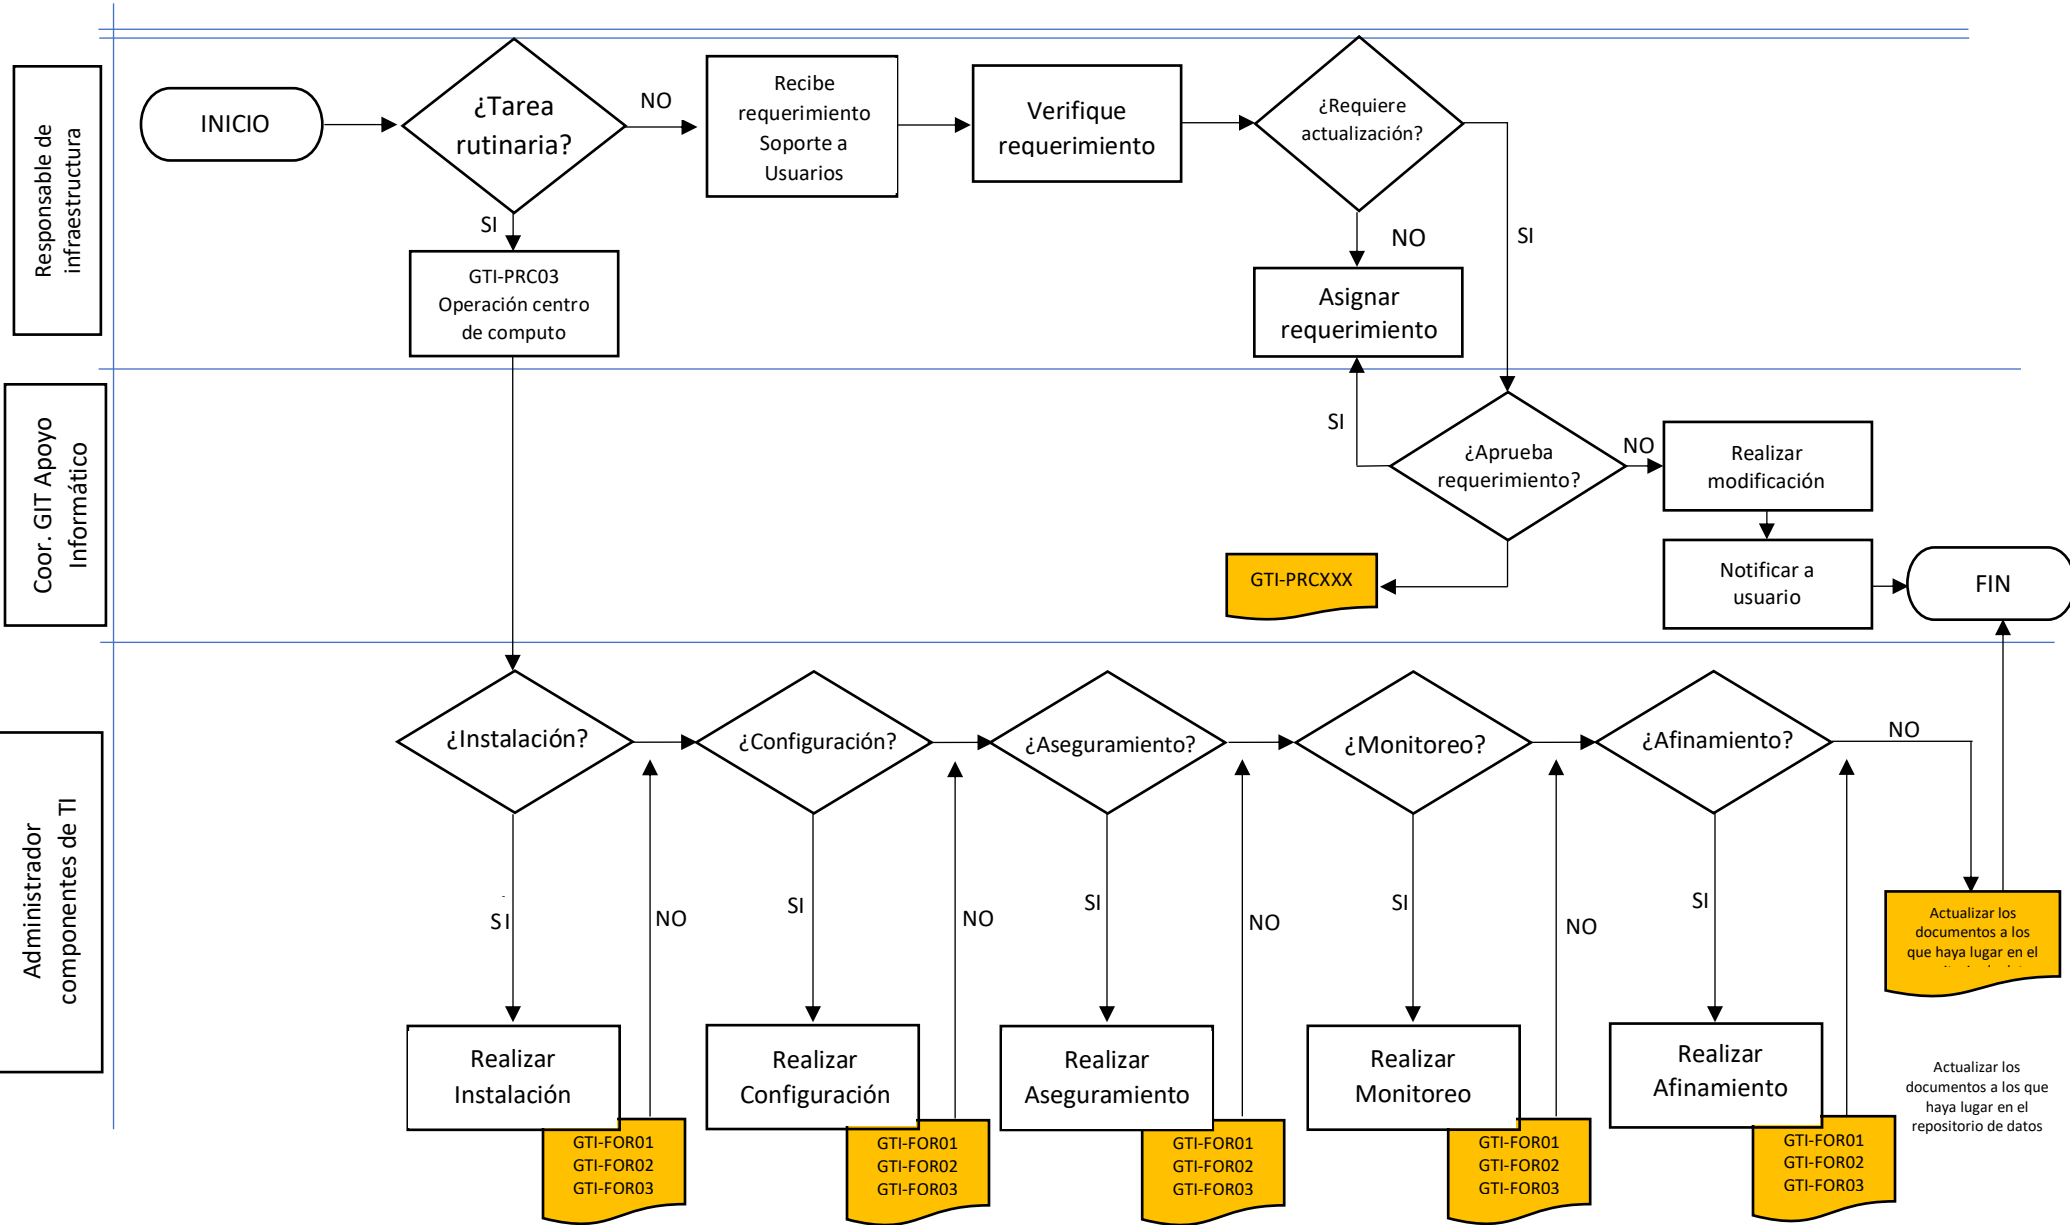 Responsable de
infraestructura
INICIO
¿Tarea
rutinaria?
NO
SI
Recibe
requerimiento
Soporte a
Usuarios
Verifique
requerimiento
¿Requiere
actualización?
NO
SI
GTI-PRC03
Operación centro
de computo
Asignar
requerimiento
Coor. GIT Apoyo
Informático
SI
¿Aprueba
requerimiento?
NO
Realizar
modificación
GTI-PRCXXX
Notificar a
usuario
FIN
Administrador
componentes de TI
¿Instalación?
¿Configuración?
¿Aseguramiento?
¿Monitoreo?
¿Afinamiento?
NO
SI
NO
SI
NO
SI
NO
SI
NO
SI
Actualizar los
documentos a los
que haya lugar en el
Realizar
Instalación
Realizar
Configuración
Realizar
Aseguramiento
Realizar
Monitoreo
Realizar
Afinamiento
Actualizar los
documentos a los que
haya lugar en el
repositorio de datos
GTI-FOR01
GTI-FOR02
GTI-FOR03
GTI-FOR01
GTI-FOR02
GTI-FOR03
GTI-FOR01
GTI-FOR02
GTI-FOR03
GTI-FOR01
GTI-FOR02
GTI-FOR03
GTI-FOR01
GTI-FOR02
GTI-FOR03